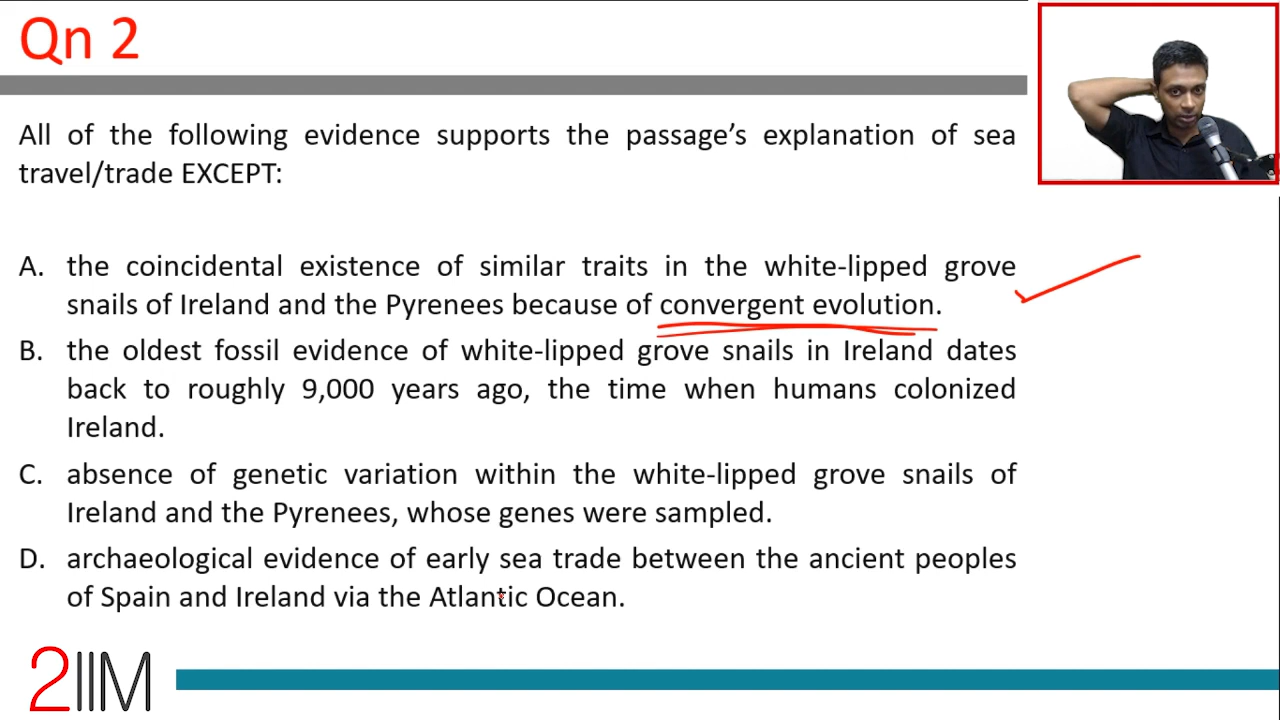 Qn 2
All of the following evidence supports the passage’s explanation of sea
travel/trade EXCEPT:
A. the coincidental existence of similar traits in the white-lipped grove
snails of Ireland and the Pyrenees because of convergent evolution.
B. the oldest fossil evidence of white-lipped grove snails in Ireland dates
back to roughly 9,000 years ago, the time when humans colonized
Ireland.
C. absence of genetic variation within the white-lipped grove snails of
Ireland and the Pyrenees, whose genes were sampled.
D. archaeological evidence of early sea trade between the ancient peoples
of Spain and Ireland via the Atlantic Ocean.
2IIM